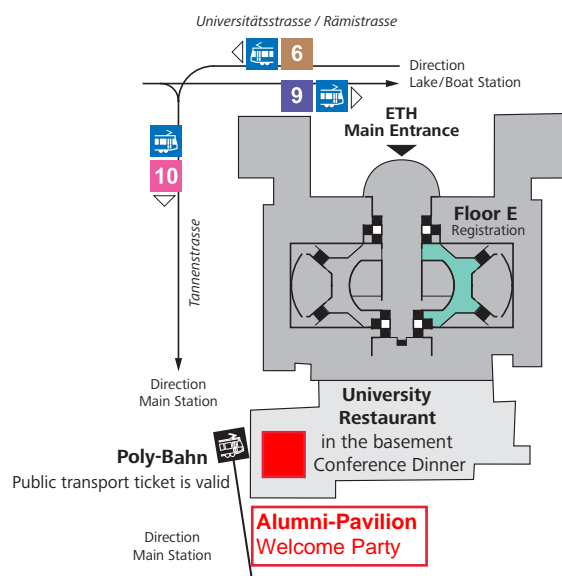 Universitätsstrasse / Rämistrasse
6
Direction
Lake/Boat Station
9
ETH
Main Entrance
10
Floor E
Registration
Tannenstrasse
Direction
Main Station
University
Restaurant
in the basement
Conference Dinner
Poly-Bahn
Public transport ticket is valid
Alumni-Pavilion
Welcome Party
Direction
Main Station